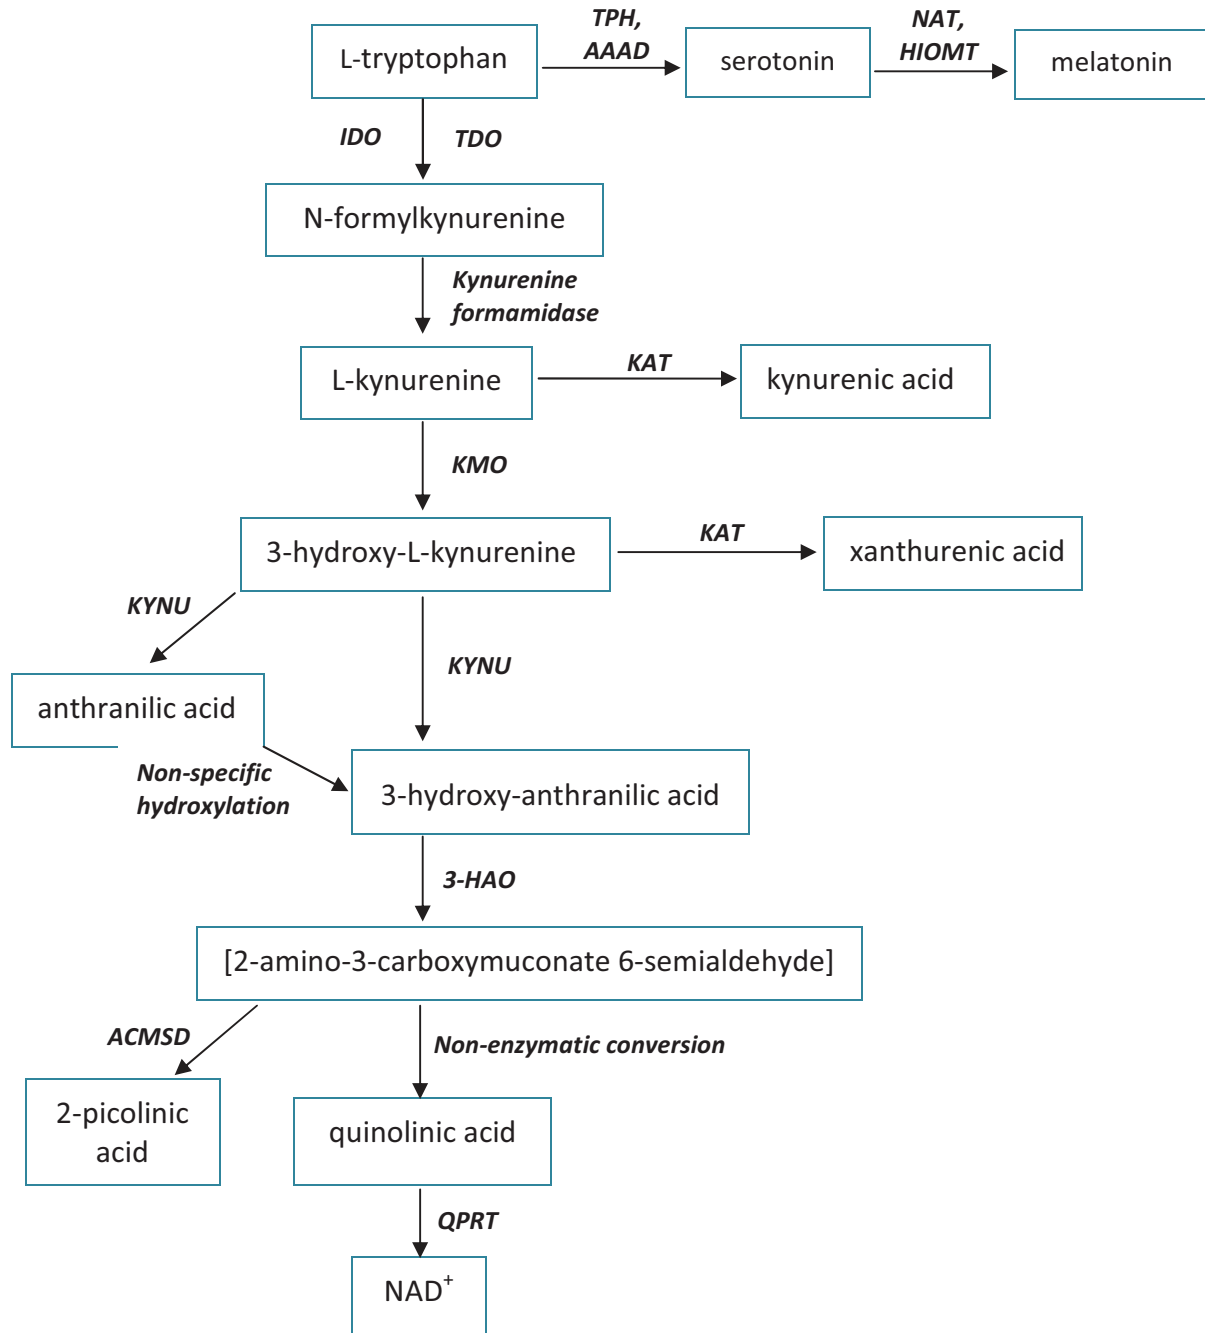 TPH,
AAAD
NAT,
HIOMT
L-tryptophan
serotonin
melatonin
IDO
TDO
N-formylkynurenine
Kynurenine
formamidase
L-kynurenine
KAT
kynurenic acid
KMO
3-hydroxy-L-kynurenine
KAT
xanthurenic acid
KYNU
KYNU
anthranilic acid
Non-specific
hydroxylation
3-hydroxy-anthranilic acid
3-HAO
[2-amino-3-carboxymuconate 6-semialdehyde]
ACMSD
Non-enzymatic conversion
2-picolinic
acid
quinolinic acid
QPRT
NAD⁺